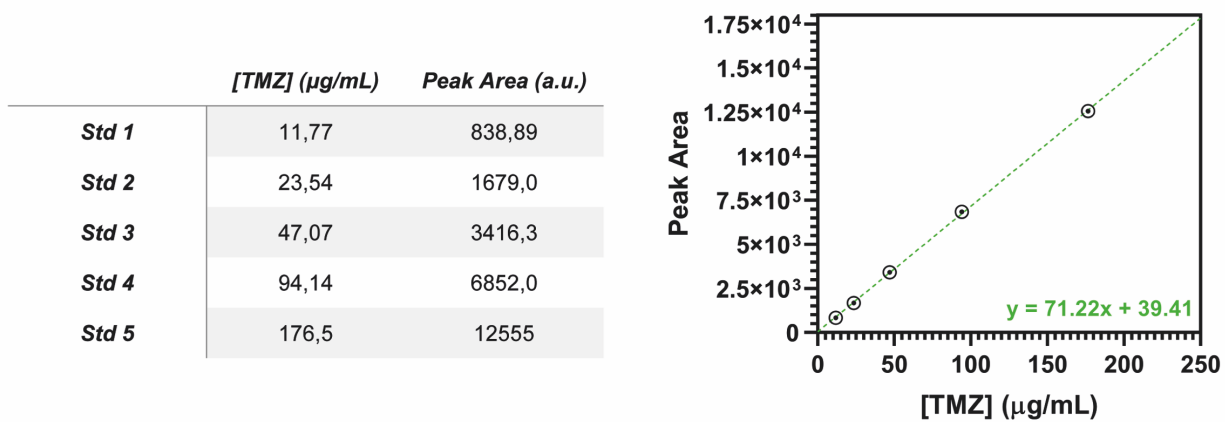 [TMZ] (µg/mL) Peak Area (a.u.)
Std 1 11,77 838,89
Std 2 23,54 1679,0
Std 3 47,07 3416,3
Std 4 94,14 6852,0
Std 5 176,5 12555
Peak Area
1.75×10⁴
1.5×10⁴
1.25×10⁴
1×10⁴
7.5×10³
5×10³
2.5×10³
0
y = 71.22x + 39.41
0 50 100 150 200 250
[TMZ] (μg/mL)